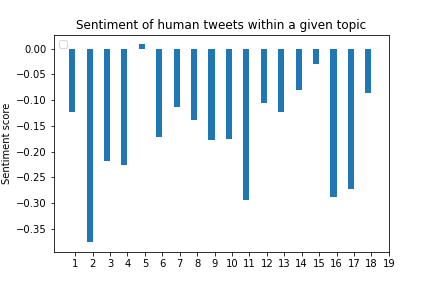 Sentiment of human tweets within a given topic
0.00
−0.05
−0.10
−0.15
−0.20
−0.25
−0.30
−0.35
Sentiment score
1 2 3 4 5 6 7 8 9 10 11 12 13 14 15 16 17 18 19